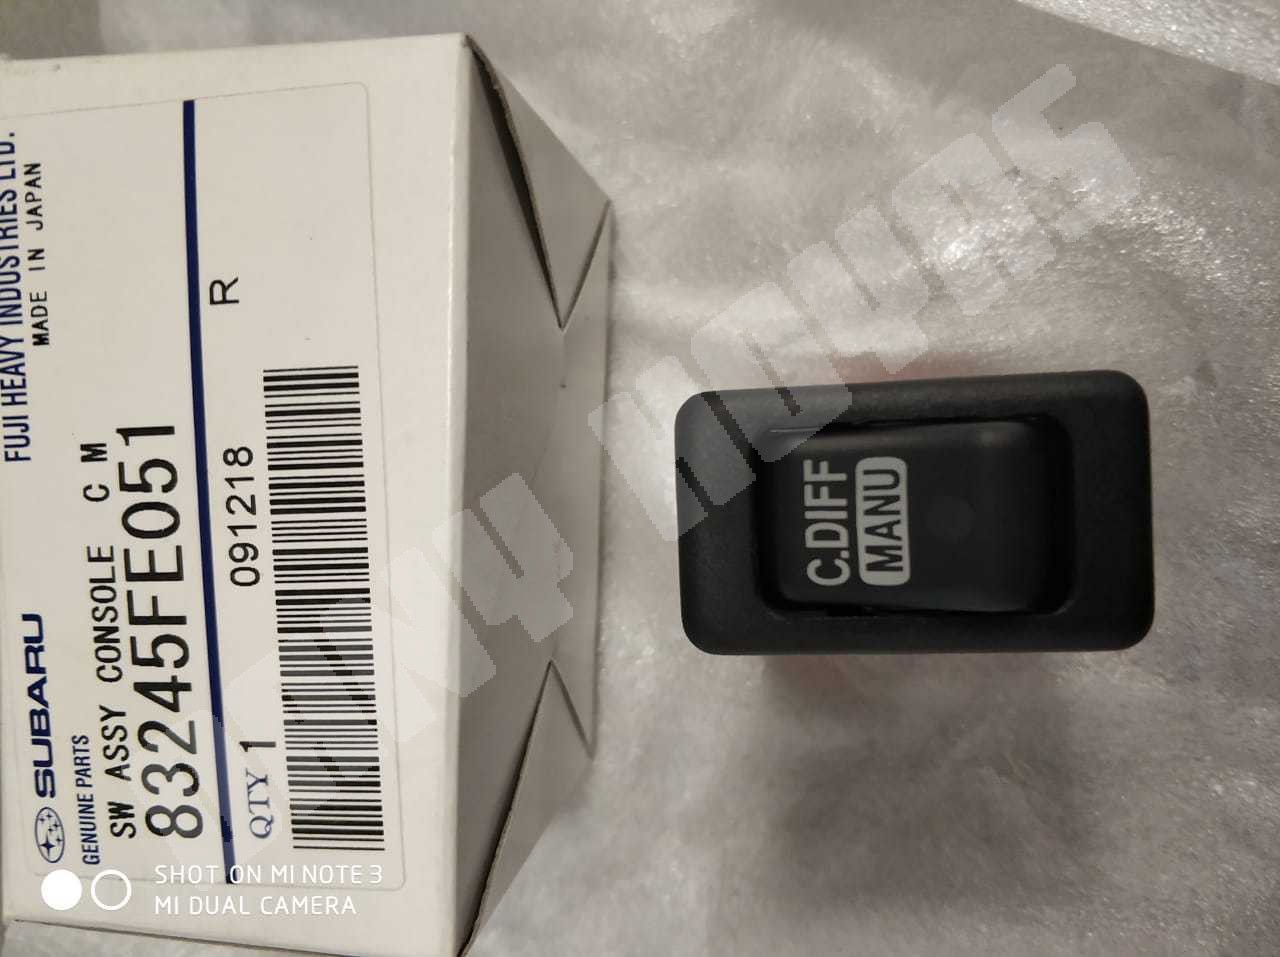 FUJI HEAVY INDUSTRIES LTD.
MADE IN JAPAN
SUBARU
GENUINE PARTS
SW ASSY CONSOLE C M
83245FE051
R
091218
QTY 1
C.DIFF
MANU
SHOT ON MI NOTE 3
MI DUAL CAMERA